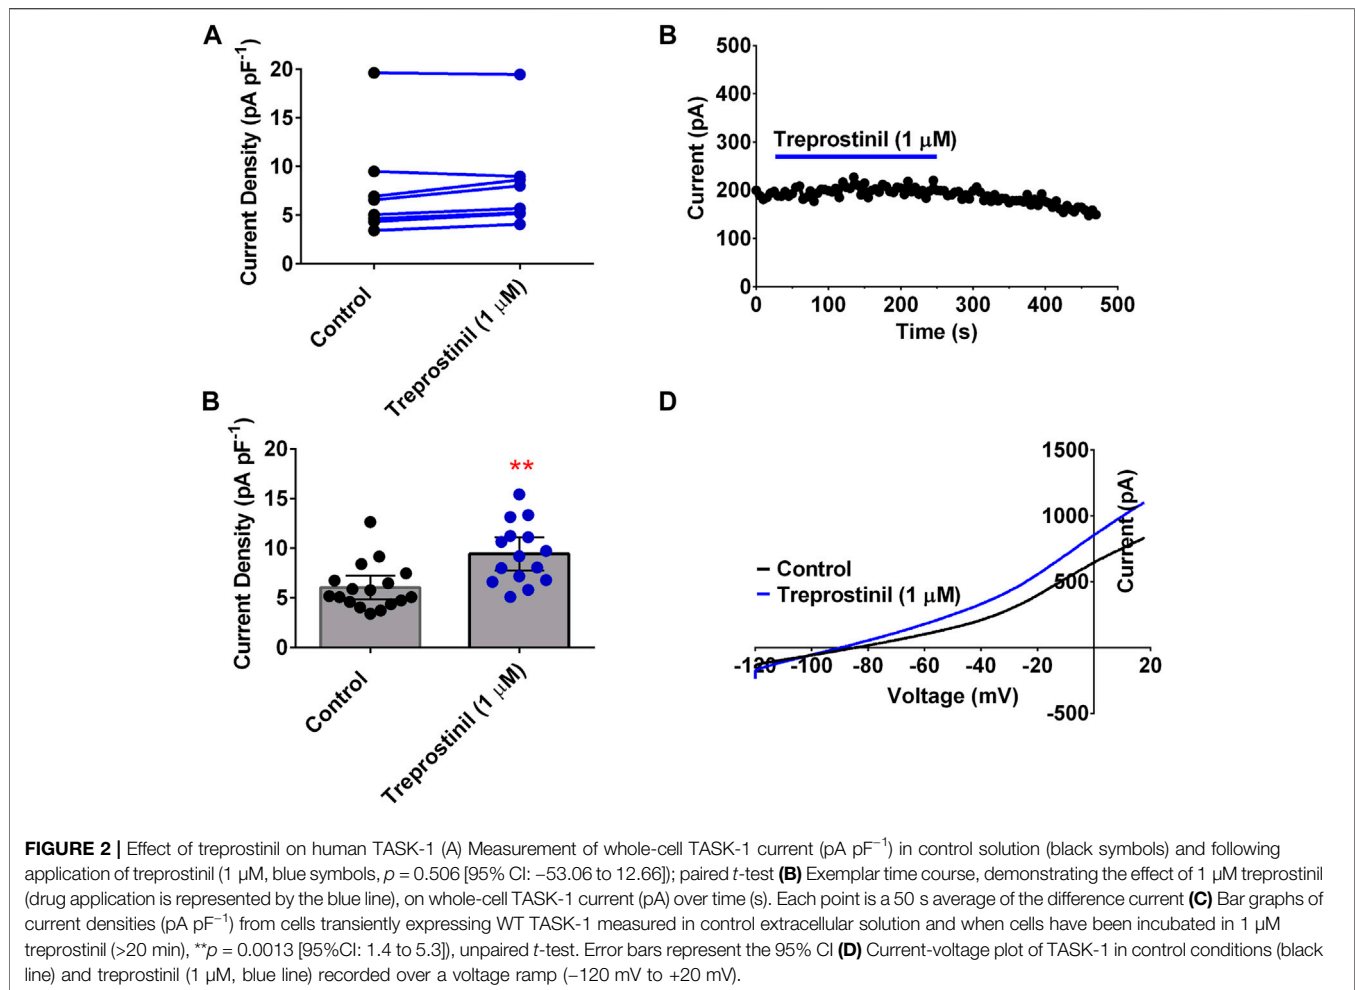 A
Current Density (pA pF⁻¹)
20
15
10
5
0
Control
Treprostinil (1 μM)
B
Current (pA)
500
400
300
200
100
0
Treprostinil (1 μM)
0 100 200 300 400 500
Time (s)
B
Current Density (pA pF⁻¹)
20
15
10
5
0
**
Control
Treprostinil (1 μM)
D
1500
1000
500
-500
Current (pA)
Control
Treprostinil (1 μM)
-120 -100 -80 -60 -40 -20 20
Voltage (mV)
FIGURE 2 | Effect of treprostinil on human TASK-1 (A) Measurement of whole-cell TASK-1 current (pA pF⁻¹) in control solution (black symbols) and following
application of treprostinil (1 μM, blue symbols, p = 0.506 [95% CI: −53.06 to 12.66]); paired t-test (B) Exemplar time course, demonstrating the effect of 1 μM treprostinil
(drug application is represented by the blue line), on whole-cell TASK-1 current (pA) over time (s). Each point is a 50 s average of the difference current (C) Bar graphs of
current densities (pA pF⁻¹) from cells transiently expressing WT TASK-1 measured in control extracellular solution and when cells have been incubated in 1 μM
treprostinil (>20 min), **p = 0.0013 [95%CI: 1.4 to 5.3]), unpaired t-test. Error bars represent the 95% CI (D) Current-voltage plot of TASK-1 in control conditions (black
line) and treprostinil (1 μM, blue line) recorded over a voltage ramp (−120 mV to +20 mV).